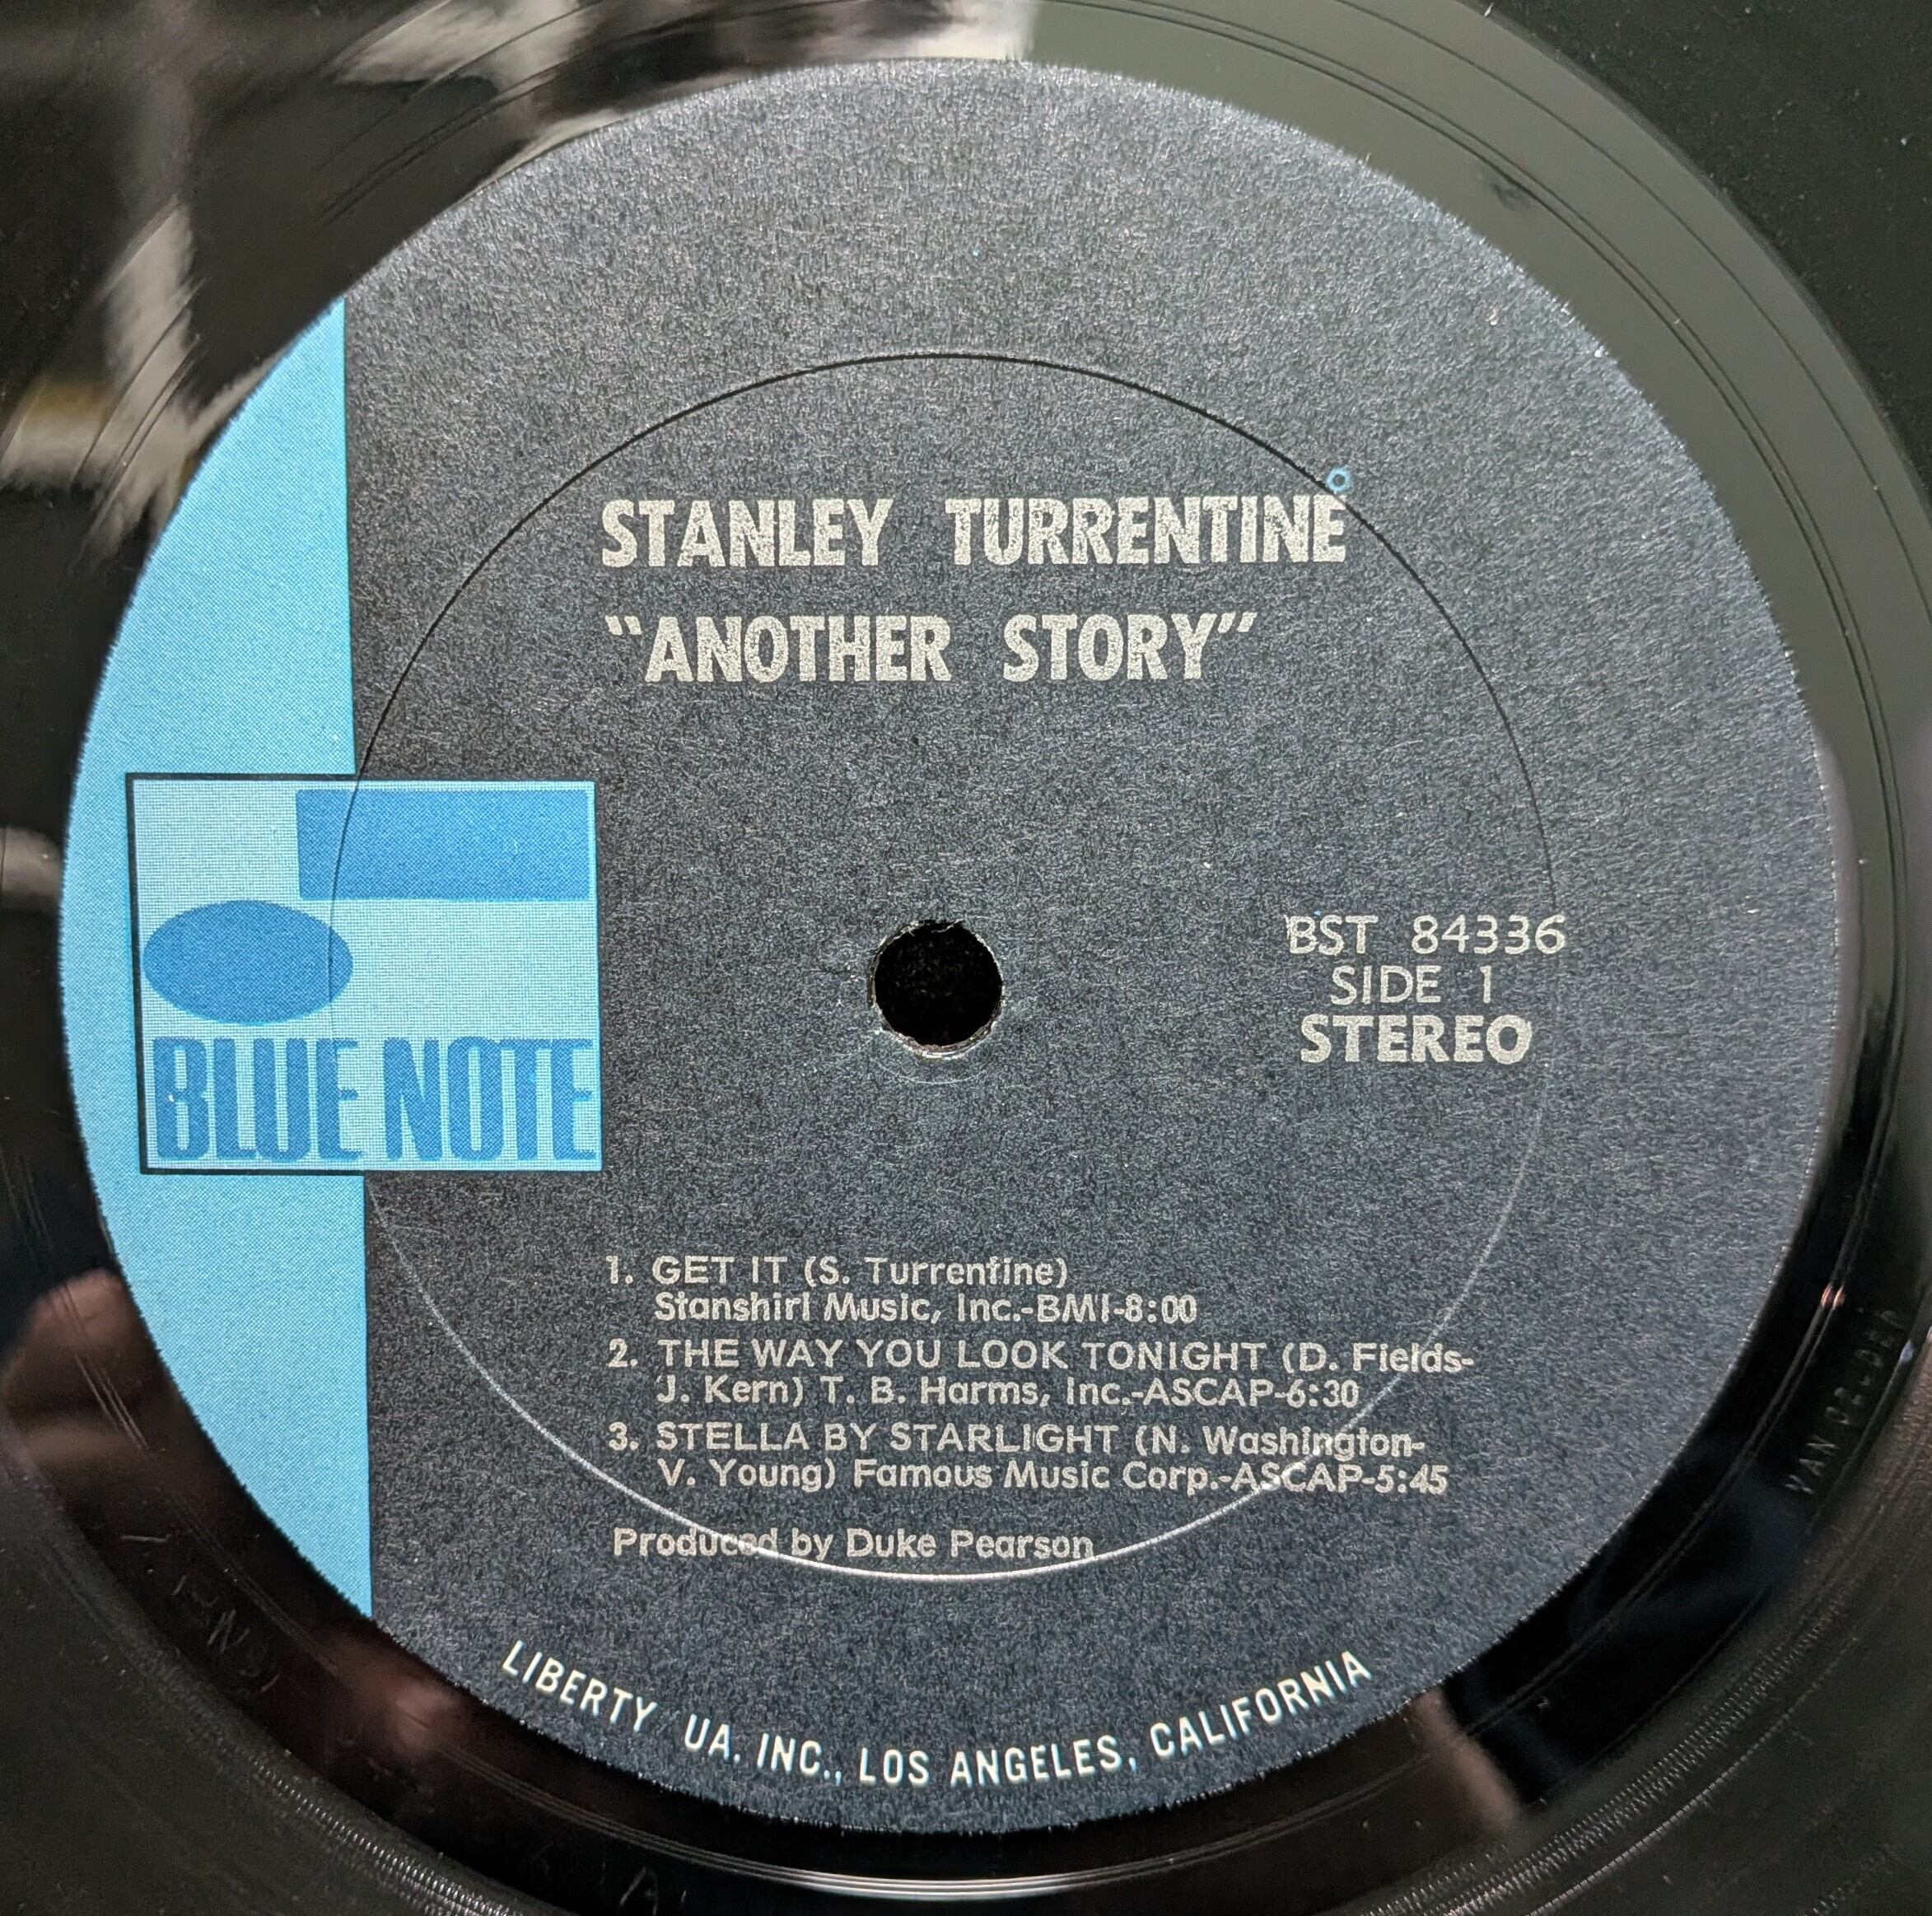 STANLEY TURRENTINE
"ANOTHER STORY"
BLUE NOTE
BST 84336
SIDE 1
STEREO
1. GET IT (S. Turrentine)
Stanshirl Music, Inc.-BMI-8:00
2. THE WAY YOU LOOK TONIGHT (D. Fields-
J. Kern) T. B. Harms, Inc.-ASCAP-6:30
3. STELLA BY STARLIGHT (N. Washington-
V. Young) Famous Music Corp.-ASCAP-5:45
Produced by Duke Pearson
LIBERTY UA. INC., LOS ANGELES, CALIFORNIA
VAN GELDER